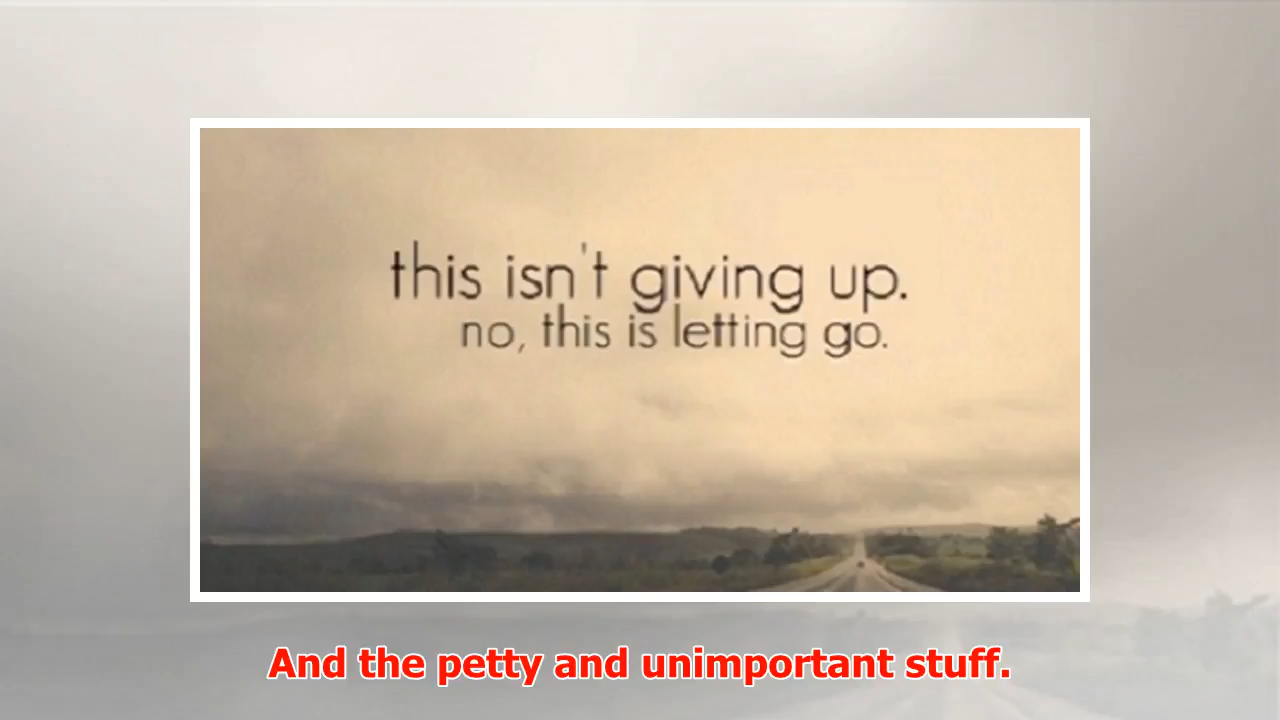 this isn't giving up.
no, this is letting go.
And the petty and unimportant stuff.